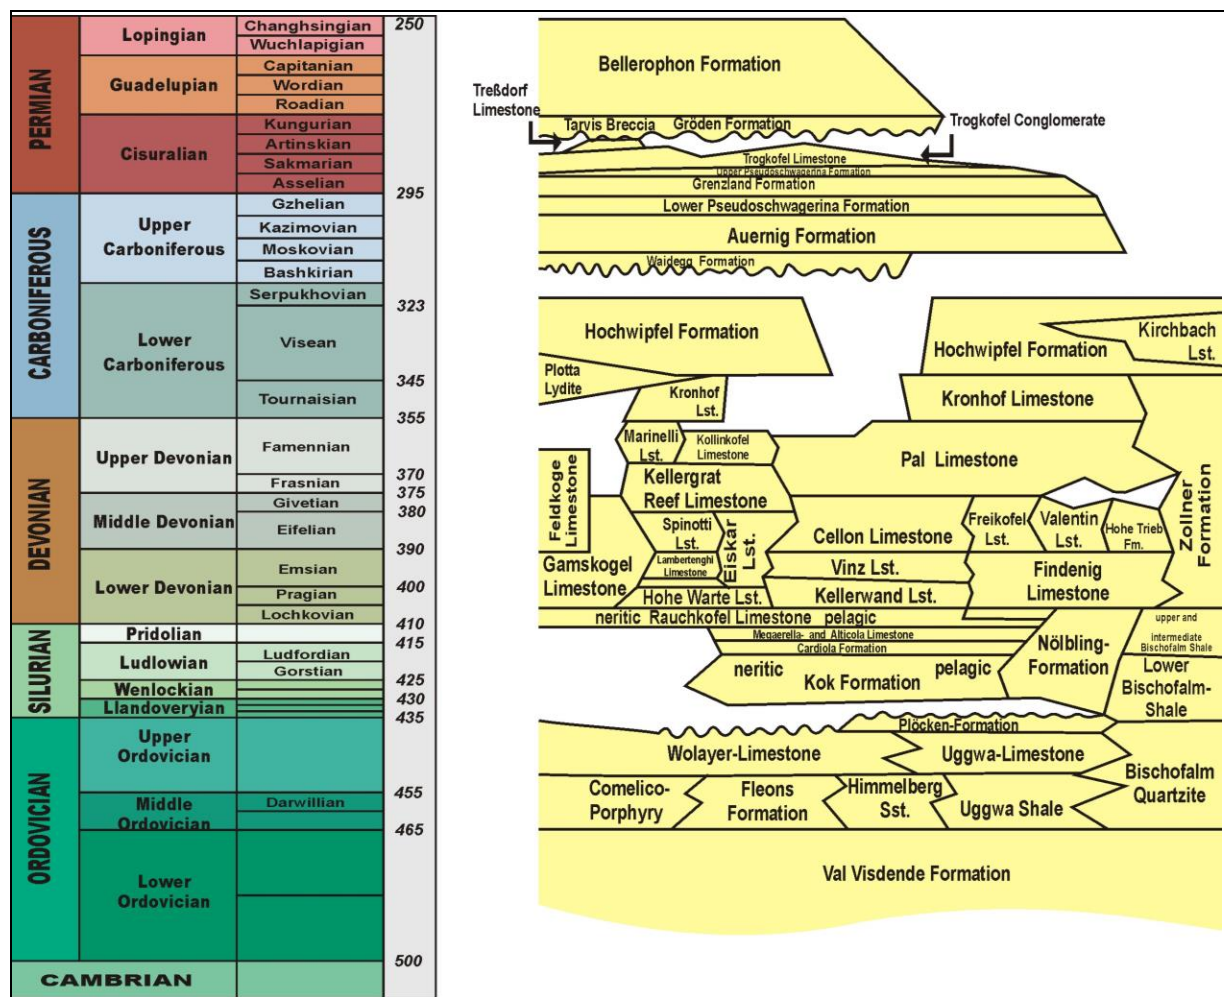 PERMIAN
Lopingian
Changhsingian
Wuchlapigian
Guadelupian
Capitanian
Wordian
Roadian
Cisuralian
Kungurian
Artinskian
Sakmarian
Asselian
CARBONIFEROUS
Upper
Carboniferous
Gzhelian
Kazimovian
Moskovian
Bashkirian
Lower
Carboniferous
Serpukhovian
Visean
Tournaisian
DEVONIAN
Upper Devonian
Famennian
Frasnian
Middle Devonian
Givetian
Eifelian
Lower Devonian
Emsian
Pragian
Lochkovian
SILURIAN
Pridolian
Ludlowian
Ludfordian
Gorstian
Wenlockian
Llandoveryian
ORDOVICIAN
Upper
Ordovician
Middle
Ordovician
Darwillian
Lower
Ordovician
CAMBRIAN
250
295
323
345
355
370
375
380
390
400
410
415
425
430
435
455
465
500
Bellerophon Formation
Treßdorf
Limestone
Tarvis Breccia
Gröden Formation
Trogkofel Conglomerate
Trogkofel Limestone
Upper Pseudoschwagerina Formation
Grenzland Formation
Lower Pseudoschwagerina Formation
Auernig Formation
Waidegg Formation
Hochwipfel Formation
Hochwipfel Formation
Kirchbach
Lst.
Plotta
Lydite
Kronhof
Lst.
Kronhof Limestone
Marinelli
Lst.
Kollinkofel
Limestone
Pal Limestone
Feldkoge
Limestone
Kellergrat
Reef Limestone
Zollner
Formation
Spinotti
Lst.
Eiskar
Lst.
Cellon Limestone
Freikofel
Lst.
Valentin
Lst.
Hohe Trieb
Fm.
Gamskogel
Limestone
Lambertenghi
Limestone
Vinz Lst.
Findenig
Limestone
Hohe Warte Lst.
Kellerwand Lst.
neritic Rauchkofel Limestone pelagic
Megaerella- and Alticola Limestone
Cardiola Formation
Nölbling-
Formation
upper and
intermediate
Bischofalm Shale
neritic
pelagic
Kok Formation
Lower
Bischofalm-
Shale
Plöcken-Formation
Wolayer-Limestone
Uggwa-Limestone
Bischofalm
Quartzite
Comelico-
Porphyry
Fleons
Formation
Himmelberg
Sst.
Uggwa Shale
Val Visdende Formation